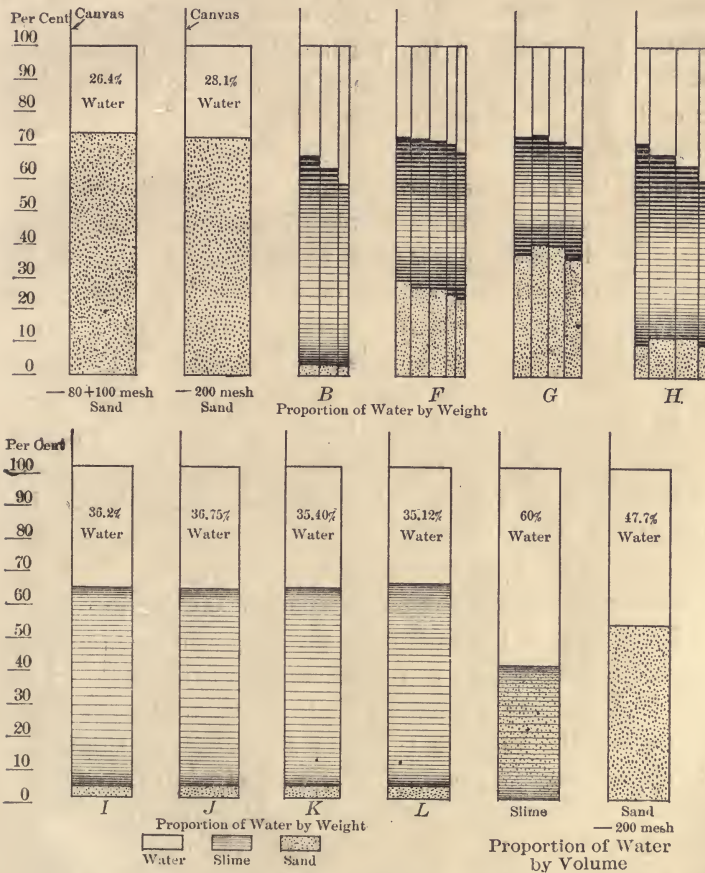 Per Cent Canvas Canvas
100
90
80
70
60
50
40
30
20
10
0
26.4%
Water
28.1%
Water
— 80+100 mesh
Sand
— 200 mesh
Sand
B F G H
Proportion of Water by Weight
Per Cent
100
90
80
70
60
50
40
30
20
10
0
36.2%
Water
36.75%
Water
35.40%
Water
35.12%
Water
60%
Water
47.7%
Water
I J K L Slime Sand
— 200 mesh
Proportion of Water by Weight
Water Slime Sand
Proportion of Water
by Volume